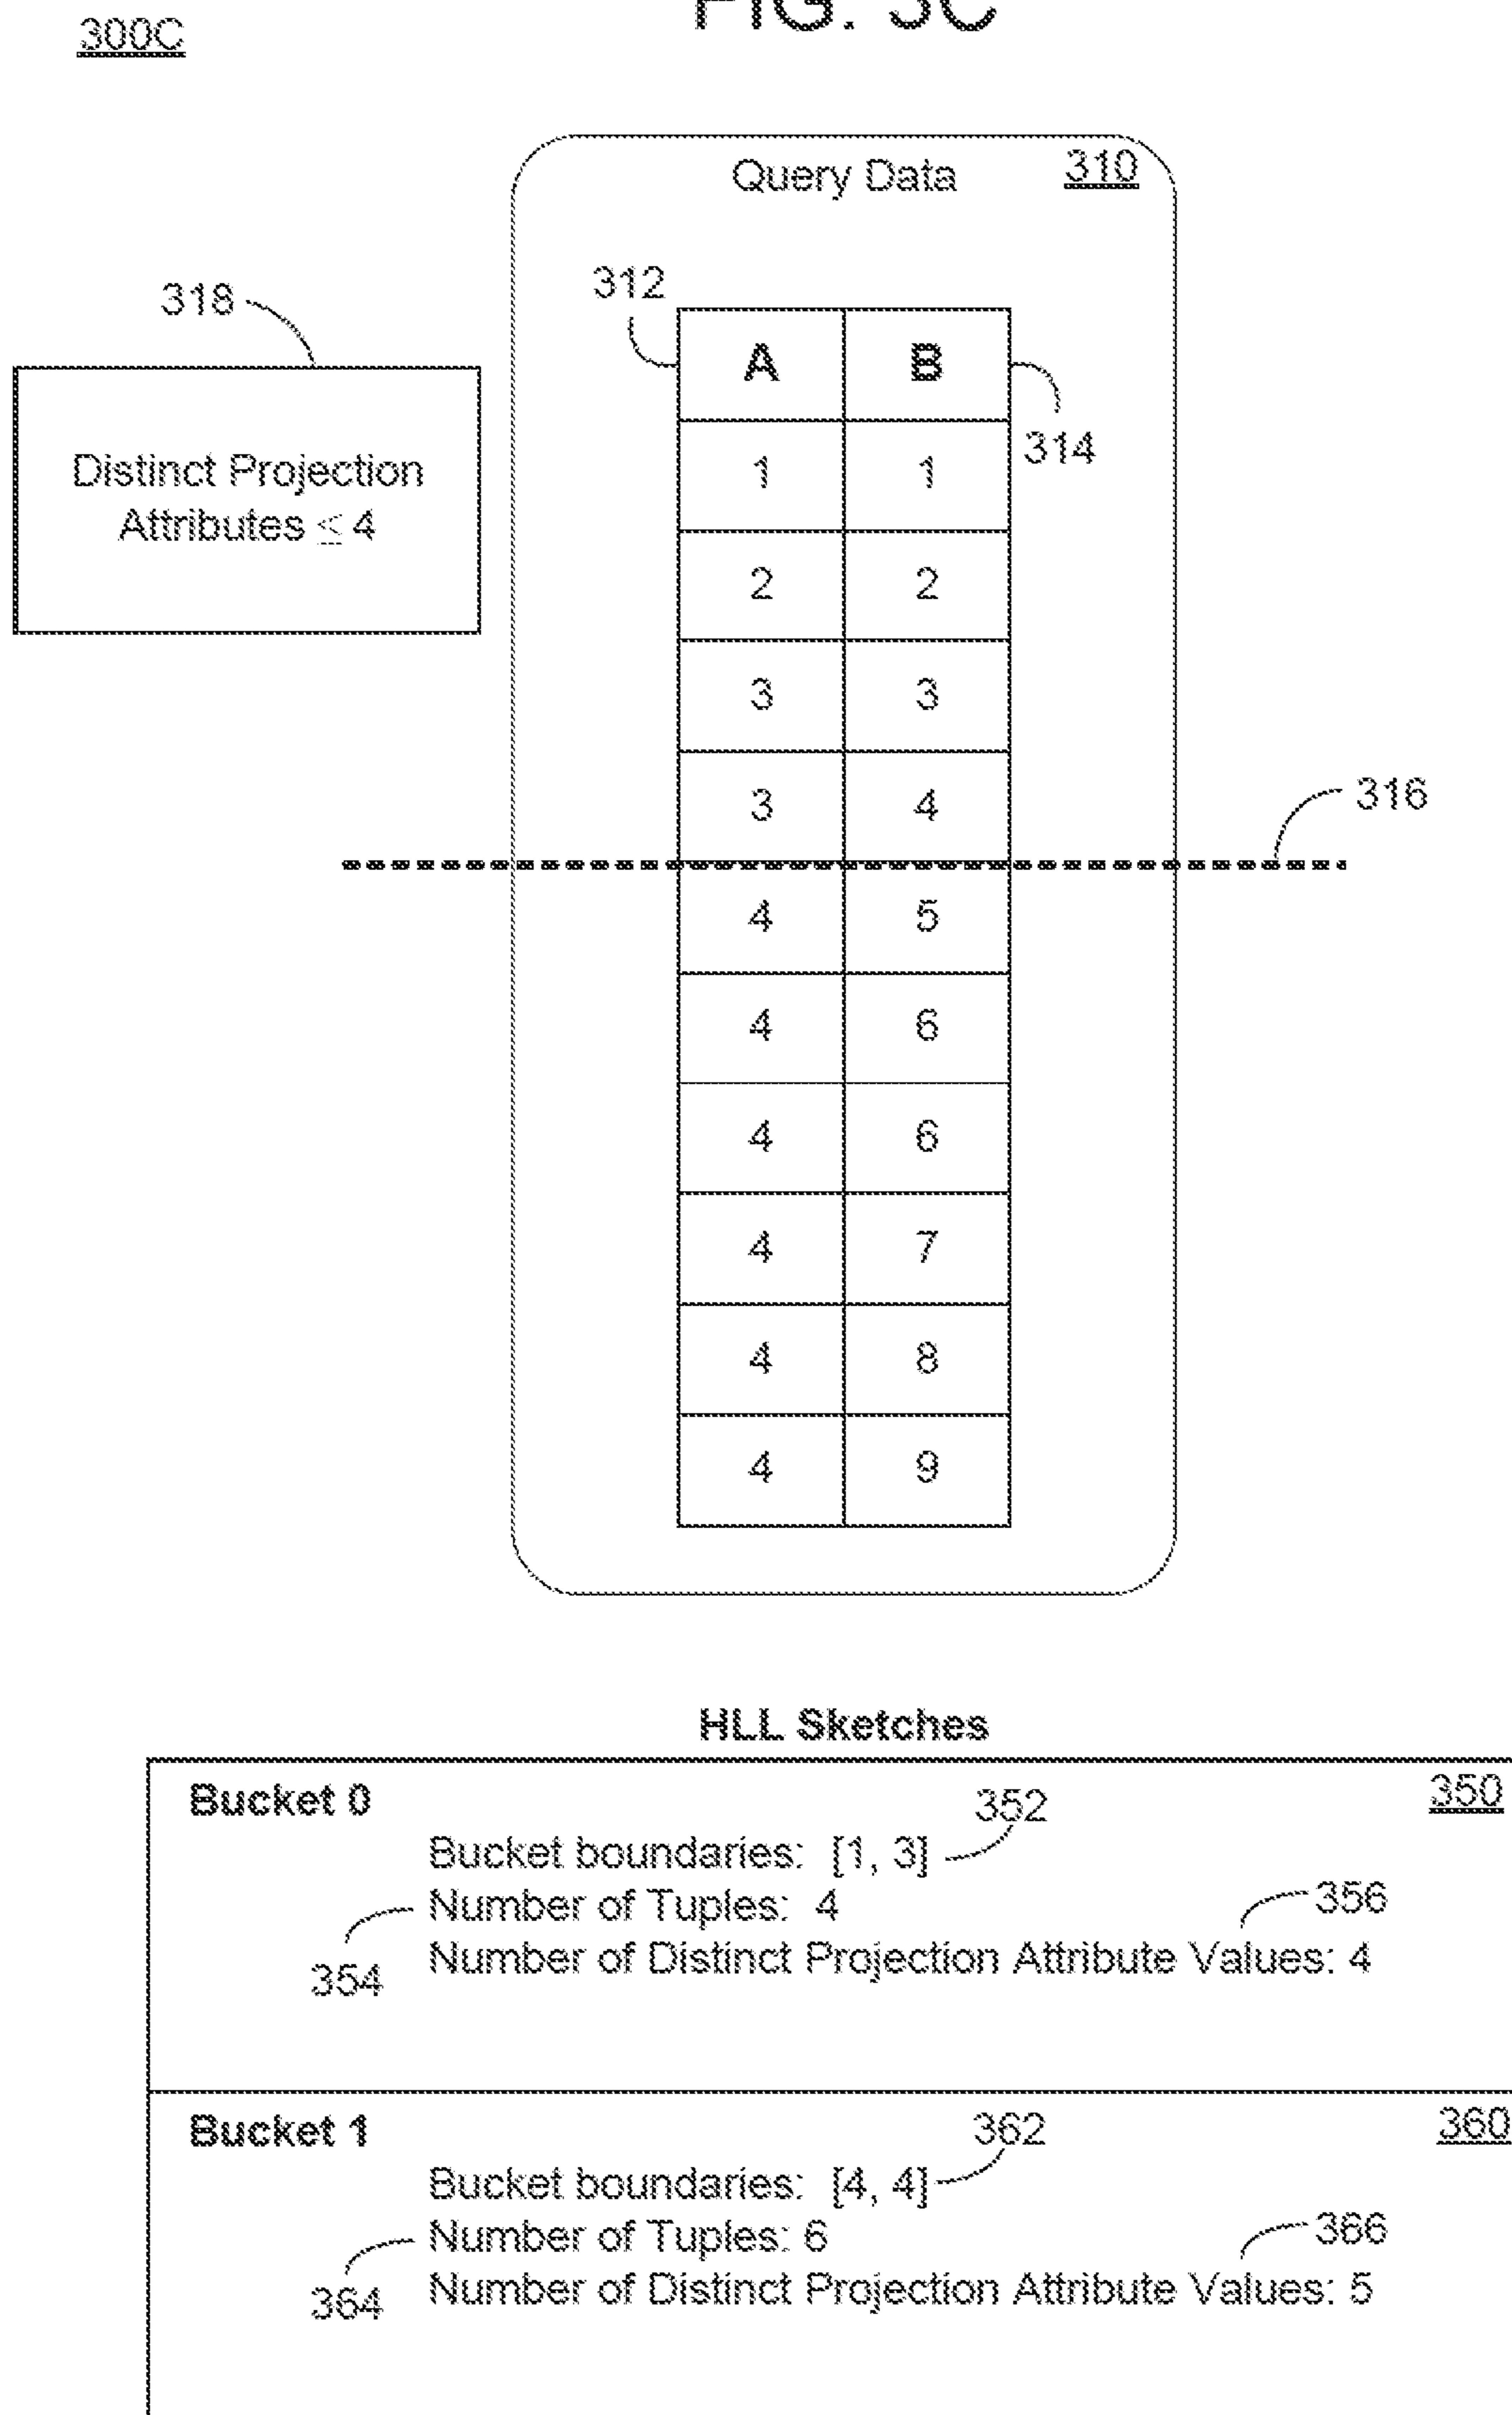 FIG. 3C
300C
Query Data 310
318
312
A B
314
Distinct Projection
Attributes ≤ 4
1 1
2 2
3 3
3 4
316
4 5
4 6
4 6
4 7
4 8
4 9
HLL Sketches
Bucket 0 350
352
Bucket boundaries: [1, 3]
Number of Tuples: 4
356
354
Number of Distinct Projection Attribute Values: 4
Bucket 1 360
362
Bucket boundaries: [4, 4]
Number of Tuples: 6
366
364
Number of Distinct Projection Attribute Values: 5